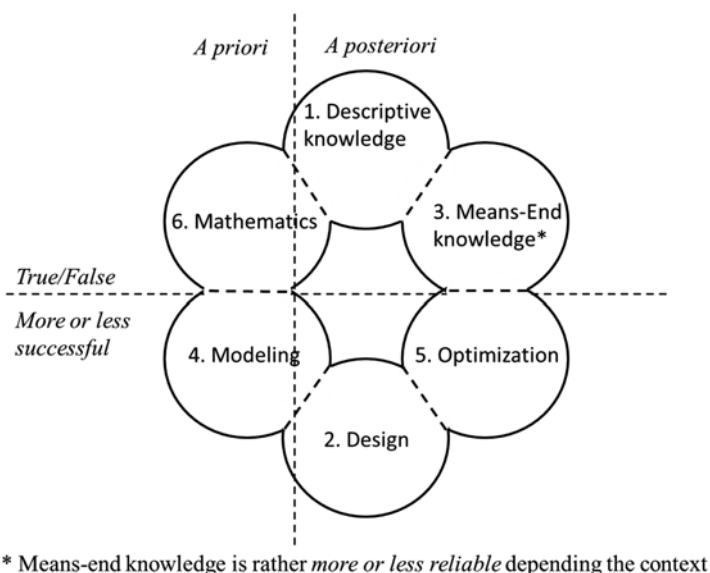 A priori
A posteriori
1. Descriptive
knowledge
6. Mathematics
3. Means-End
knowledge*
True/False
More or less
successful
4. Modeling
5. Optimization
2. Design
* Means-end knowledge is rather more or less reliable depending the context